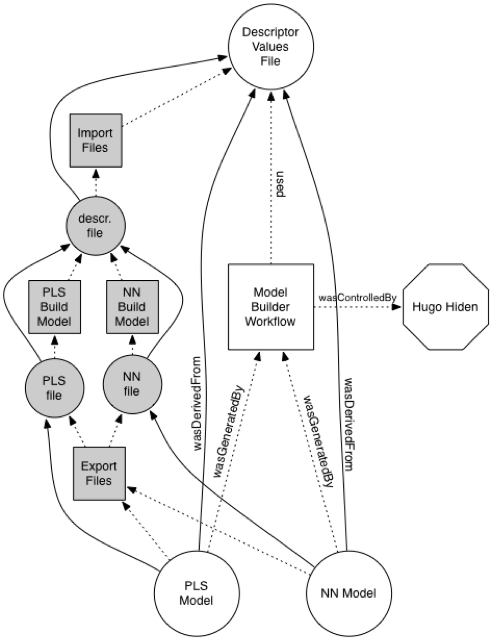 Descriptor
Values
File
Import
Files
used
descr.
file
PLS
Build
Model
NN
Build
Model
Model
Builder
Workflow
wasControlledBy
Hugo Hiden
PLS
file
NN
file
wasDerivedFrom
wasGeneratedBy
wasGeneratedBy
wasDerivedFrom
Export
Files
PLS
Model
NN Model